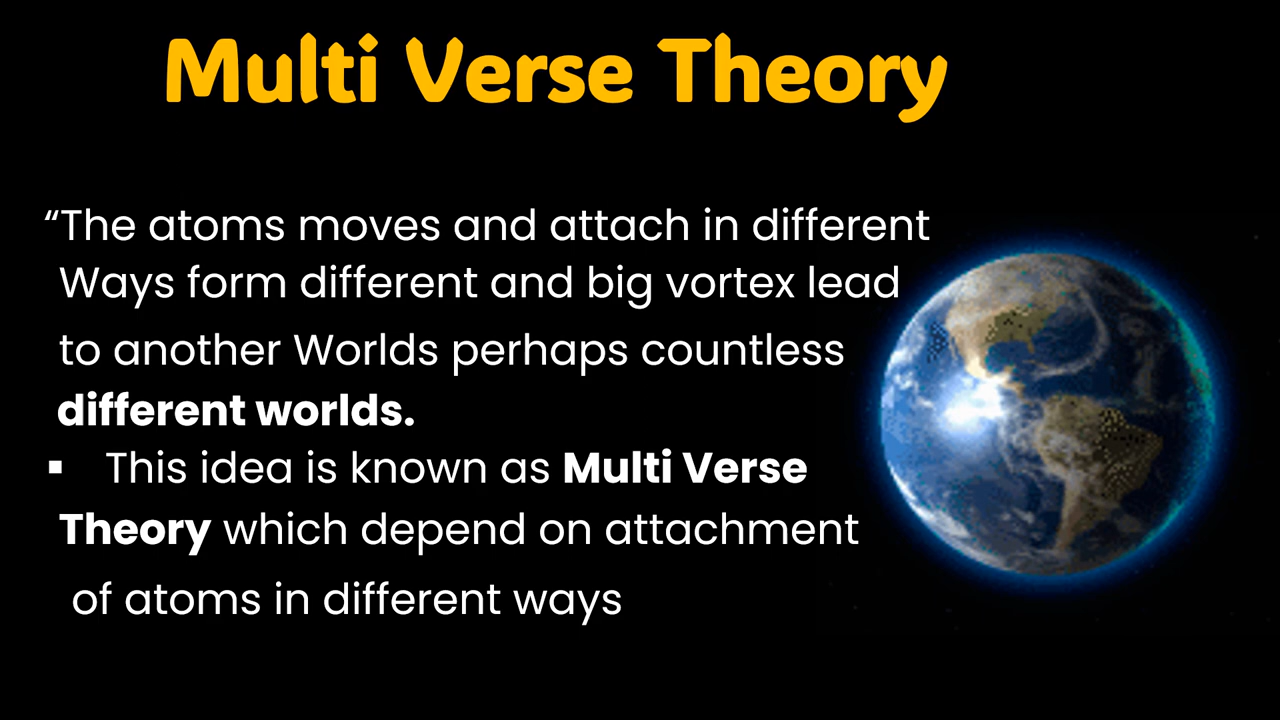 Multi Verse Theory
“The atoms moves and attach in different
Ways form different and big vortex lead
to another Worlds perhaps countless
different worlds.
▪ This idea is known as Multi Verse
Theory which depend on attachment
of atoms in different ways